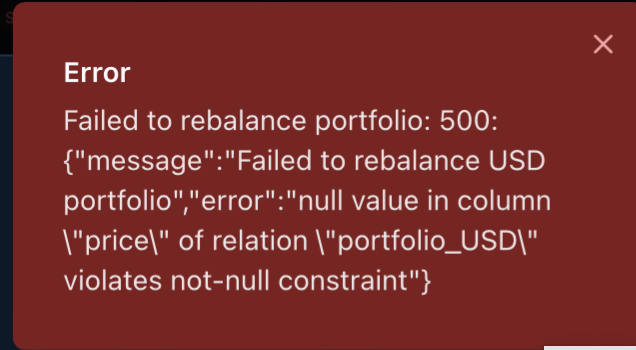 Error
Failed to rebalance portfolio: 500:
{"message":"Failed to rebalance USD
portfolio","error":"null value in column
\"price\" of relation \"portfolio_USD\"
violates not-null constraint"}